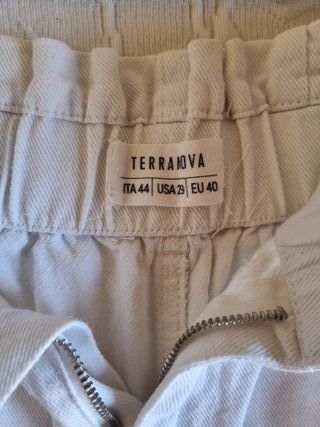 TERRANOVA
ITA 44 | USA 29 | EU 40